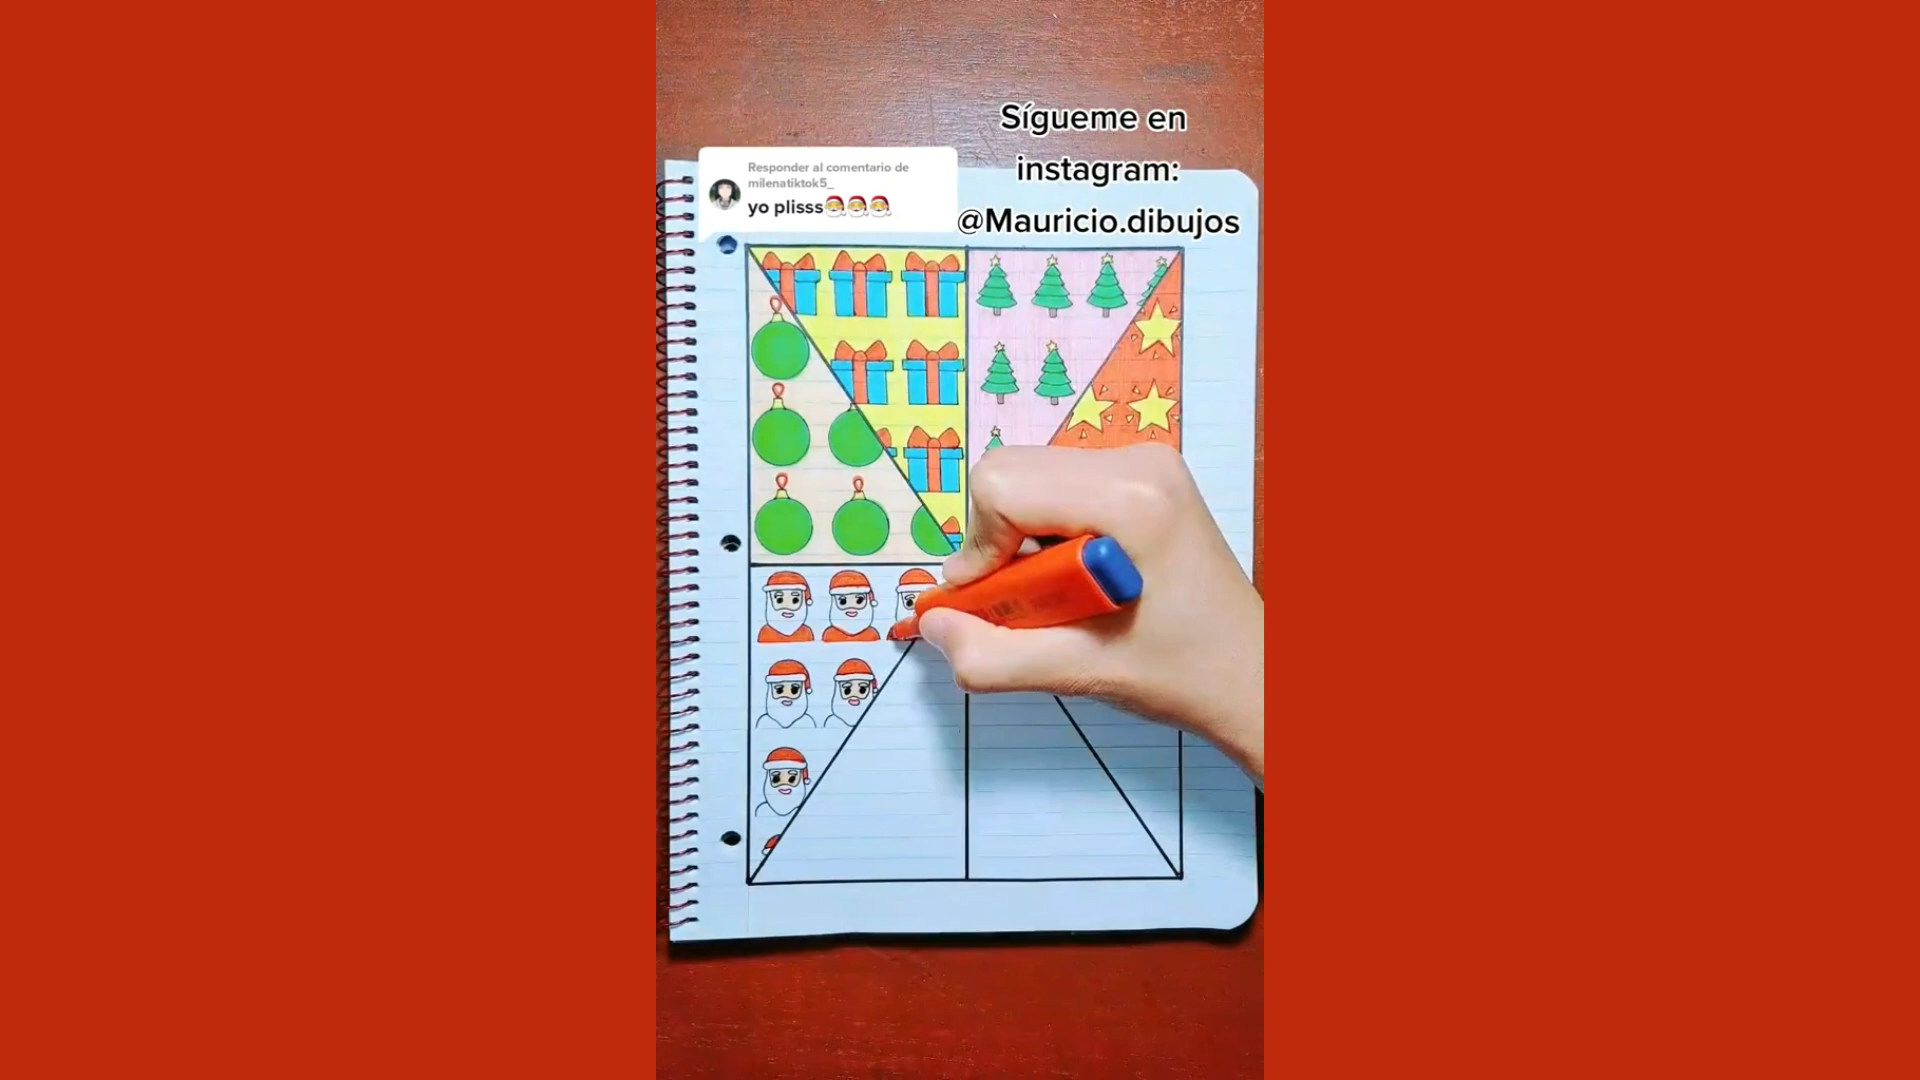 Sígueme en
instagram:
@Mauricio.dibujos
Responder al comentario de
milenatiktok5_
yo plisss🎅🎅🎅